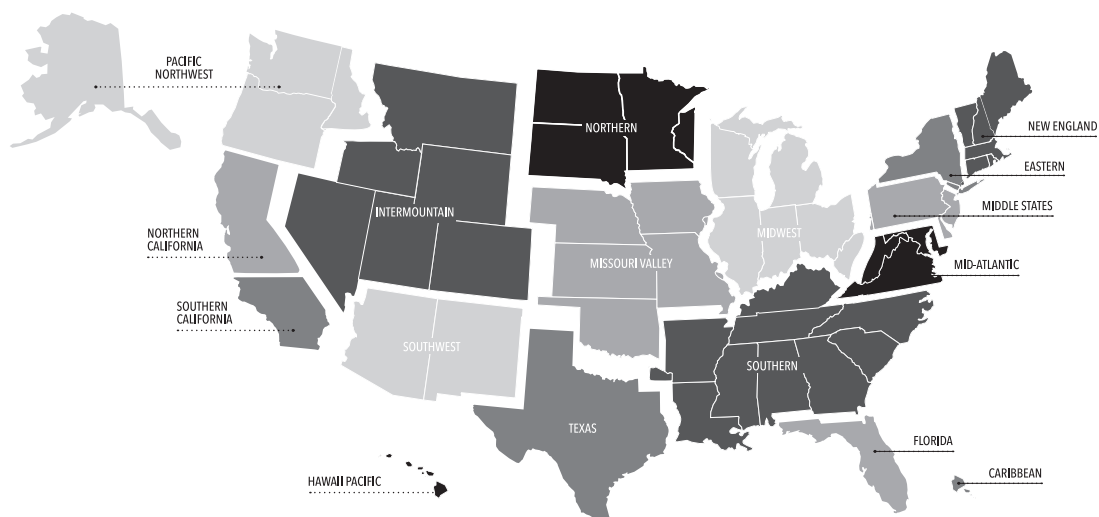 PACIFIC
NORTHWEST
NORTHERN
NEW ENGLAND
EASTERN
MIDDLE STATES
INTERMOUNTAIN
NORTHERN
CALIFORNIA
MIDWEST
MISSOURI VALLEY
MID-ATLANTIC
SOUTHERN
CALIFORNIA
SOUTHWEST
SOUTHERN
TEXAS
FLORIDA
HAWAII PACIFIC
CARIBBEAN